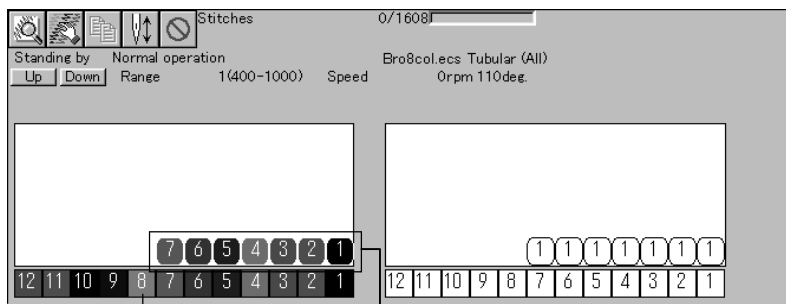 Stitches 0/1608
Standing by Normal operation Bro8col.ecs Tubular (All)
Up Down Range 1(400-1000) Speed 0rpm 110deg.
7 6 5 4 3 2 1 1 1 1 1 1 1 1
12 11 10 9 8 7 6 5 4 3 2 1 12 11 10 9 8 7 6 5 4 3 2 1